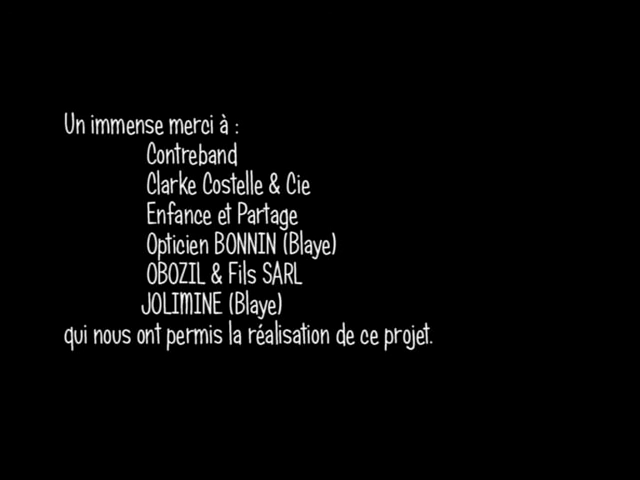 Un immense merci à :
Contreband
Clarke Costelle & Cie
Enfance et Partage
Opticien BONNIN (Blaye)
OBOZIL & Fils SARL
JOLIMINE (Blaye)
qui nous ont permis la réalisation de ce projet.